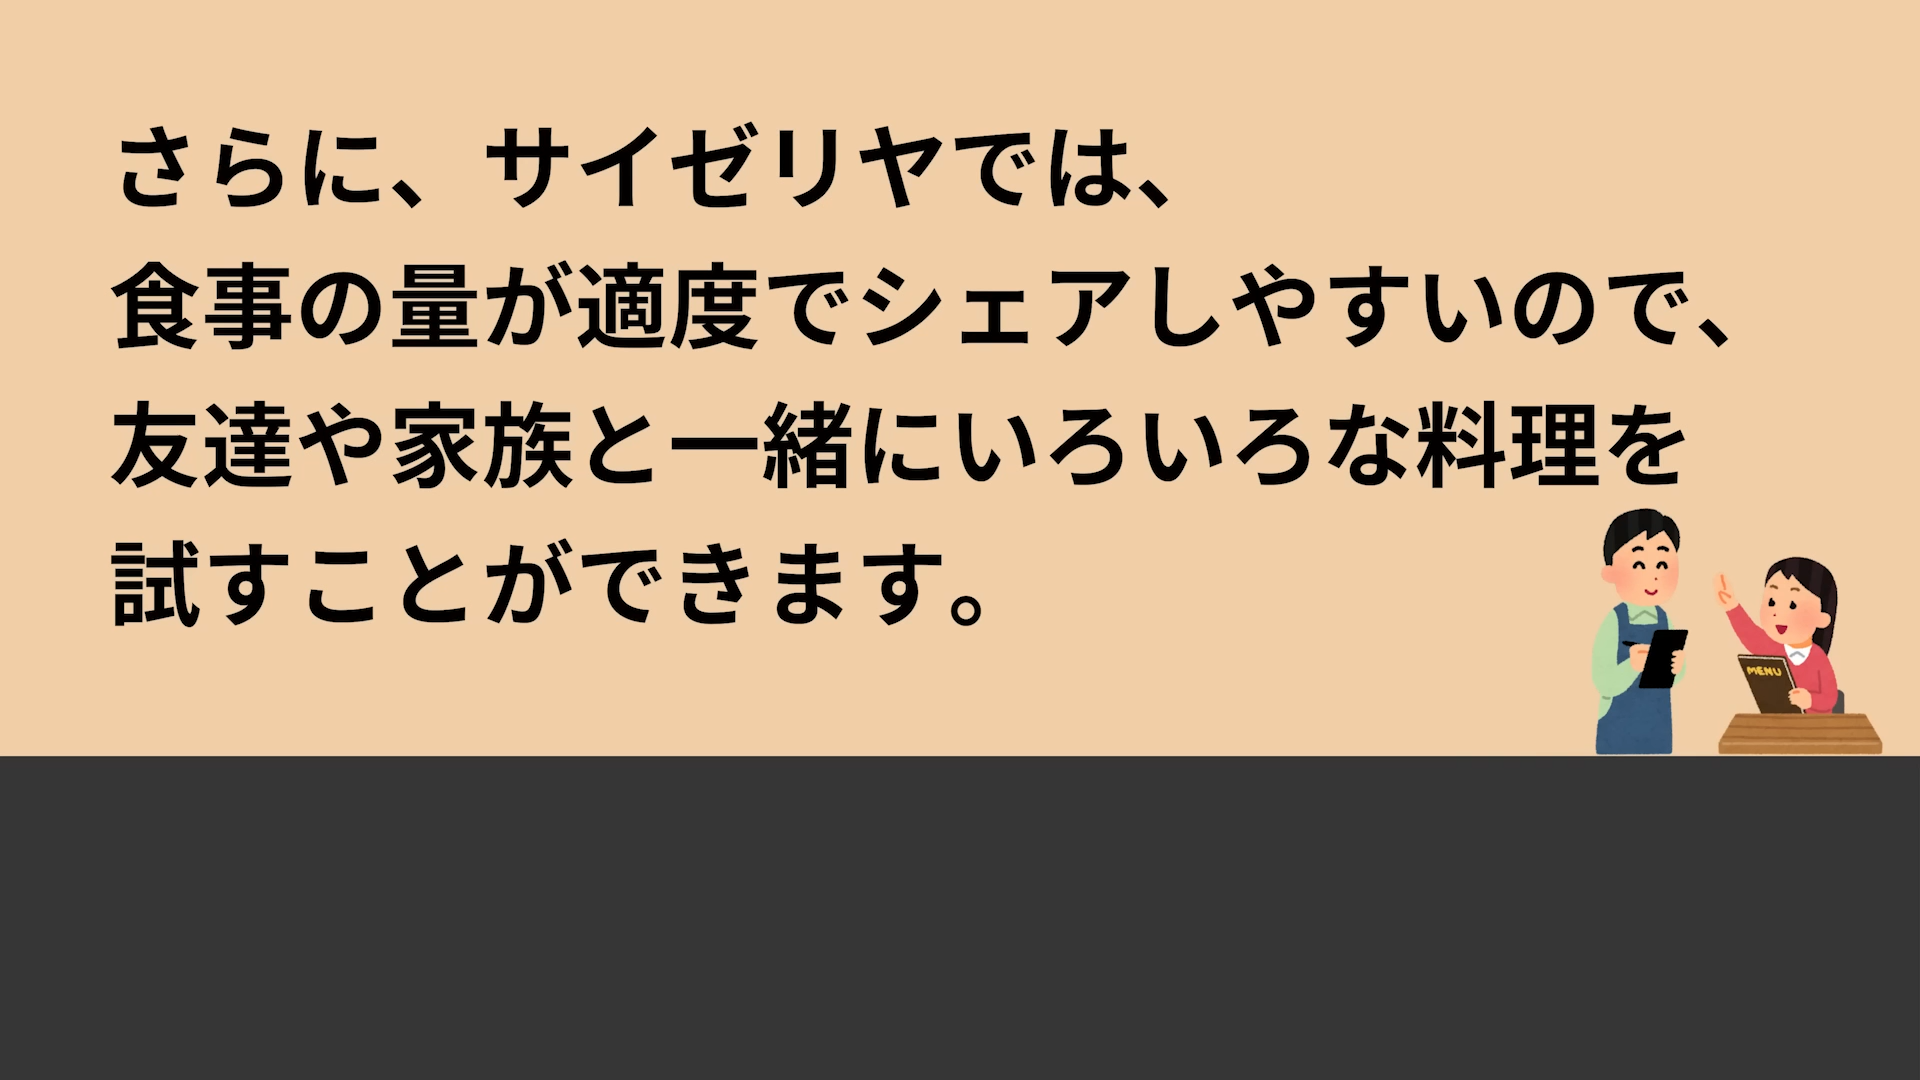 さらに、サイゼリヤでは、
食事の量が適度でシェアしやすいので、
友達や家族と一緒にいろいろな料理を
試すことができます。
MENU